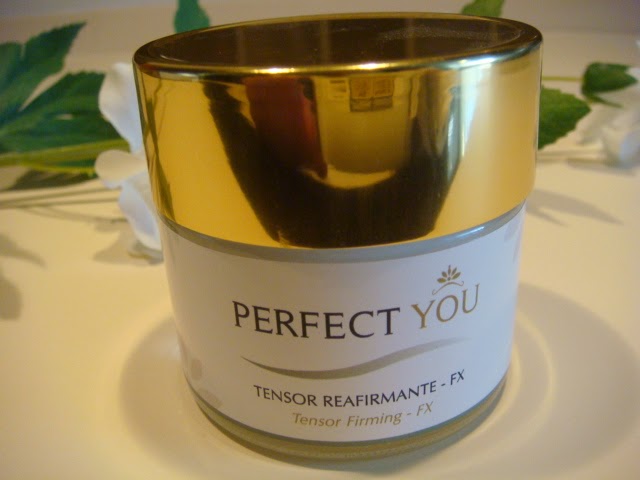 PERFECT YOU
TENSOR REAFIRMANTE - FX
Tensor Firming - FX